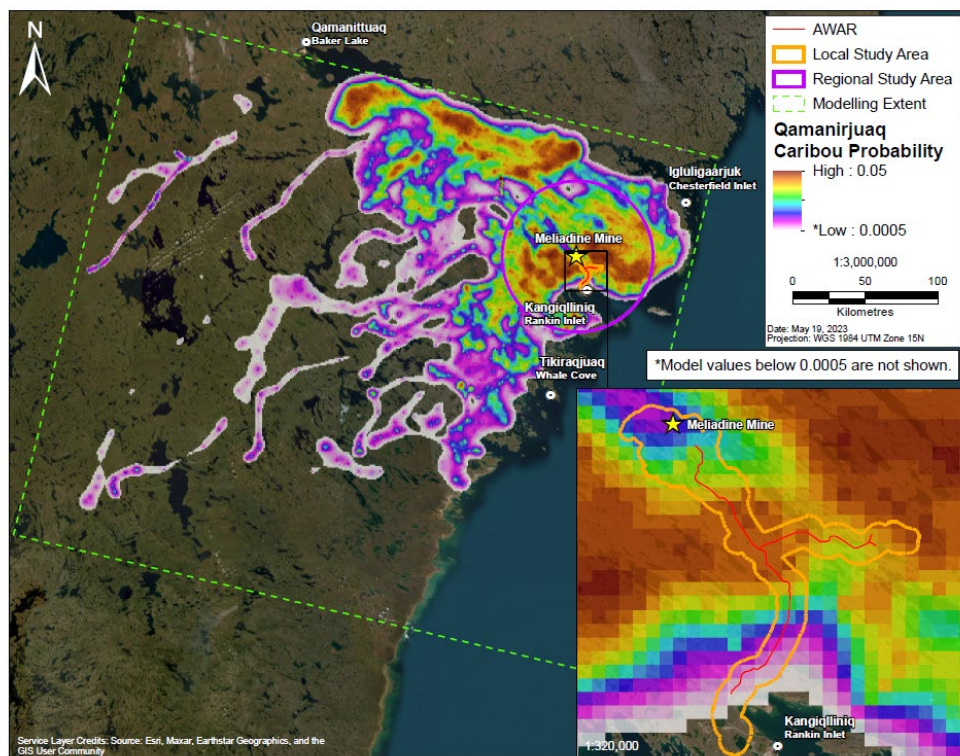 N
Qamanittuaq
Baker Lake
Igluligaarjuk
Chesterfield Inlet
Meliadine Mine
Kangiqlliniq
Rankin Inlet
Tikiraqjuaq
Whale Cove
AWAR
Local Study Area
Regional Study Area
Modelling Extent
Qamanirjuaq
Caribou Probability
High : 0.05
*Low : 0.0005
1:3,000,000
0 50 100
Kilometres
Date: May 19, 2023
Projection: WGS 1984 UTM Zone 15N
*Model values below 0.0005 are not shown.
Meliadine Mine
Kangiqlliniq
Rankin Inlet
1:320,000
Service Layer Credits: Source: Esri, Maxar, Earthstar Geographics, and the
GIS User Community